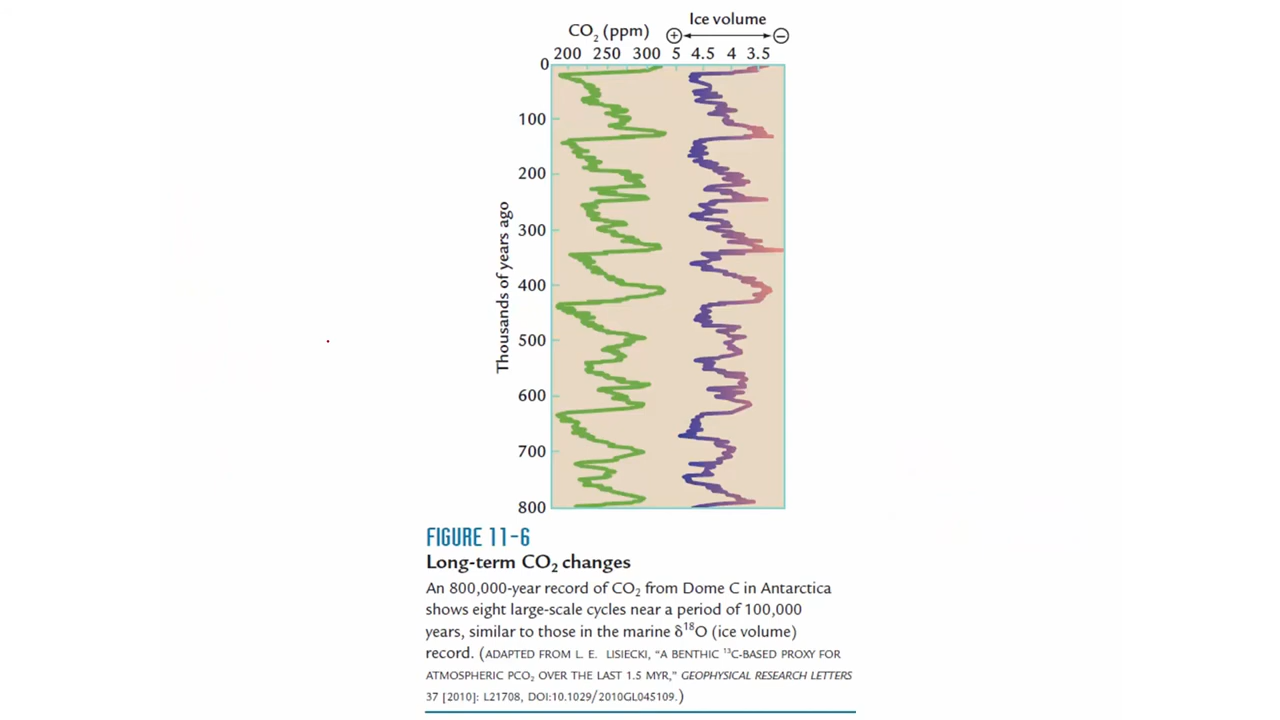 Ice volume
CO₂ (ppm)
+ −
200 250 300 5 4.5 4 3.5
0
100
200
300
400
500
600
700
800
Thousands of years ago
FIGURE 11-6
Long-term CO₂ changes
An 800,000-year record of CO₂ from Dome C in Antarctica
shows eight large-scale cycles near a period of 100,000
years, similar to those in the marine δ¹⁸O (ice volume)
record. (ADAPTED FROM L. E. LISIECKI, "A BENTHIC ¹³C-BASED PROXY FOR
ATMOSPHERIC PCO₂ OVER THE LAST 1.5 MYR," GEOPHYSICAL RESEARCH LETTERS
37 [2010]: L21708, DOI:10.1029/2010GL045109.)